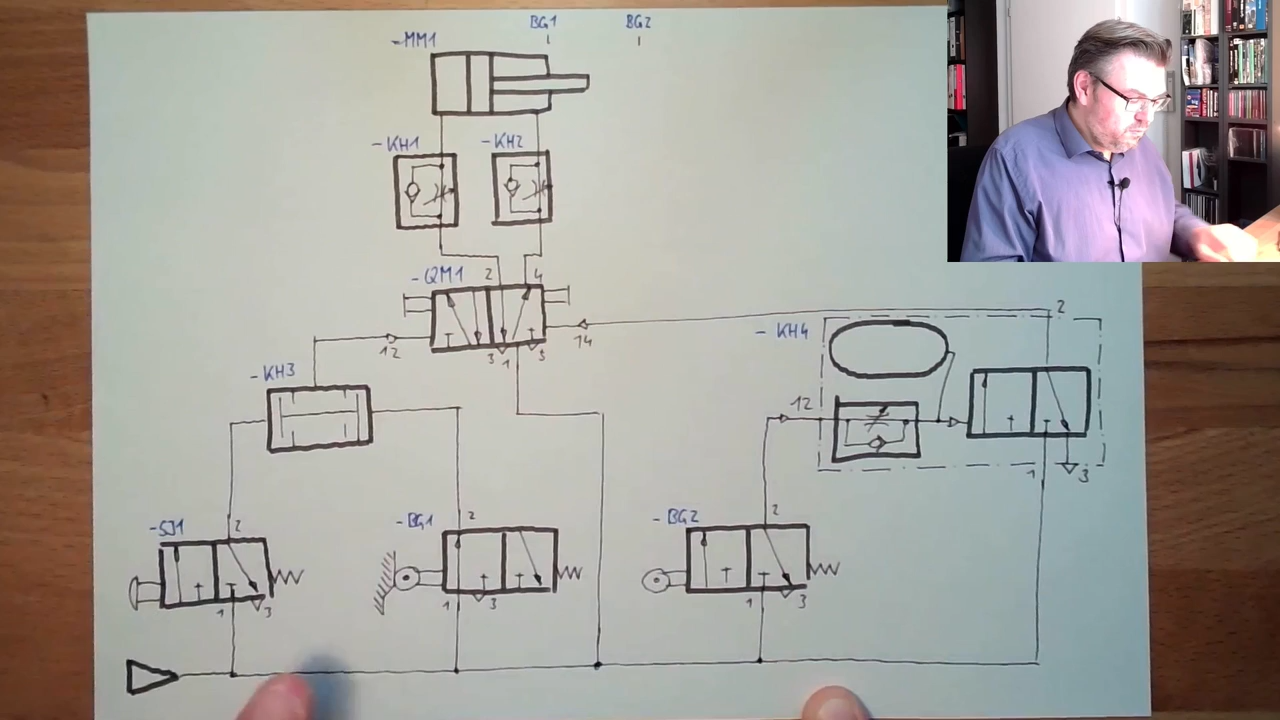 BG1 BG2
-MM1
-KH1 -KH2
-QM1 2 4
12 3 1 5 14
-KH3
-KH4 2
12
1 3
-SJ1 2
1 3
-BG1 2
1 3
-BG2 2
1 3